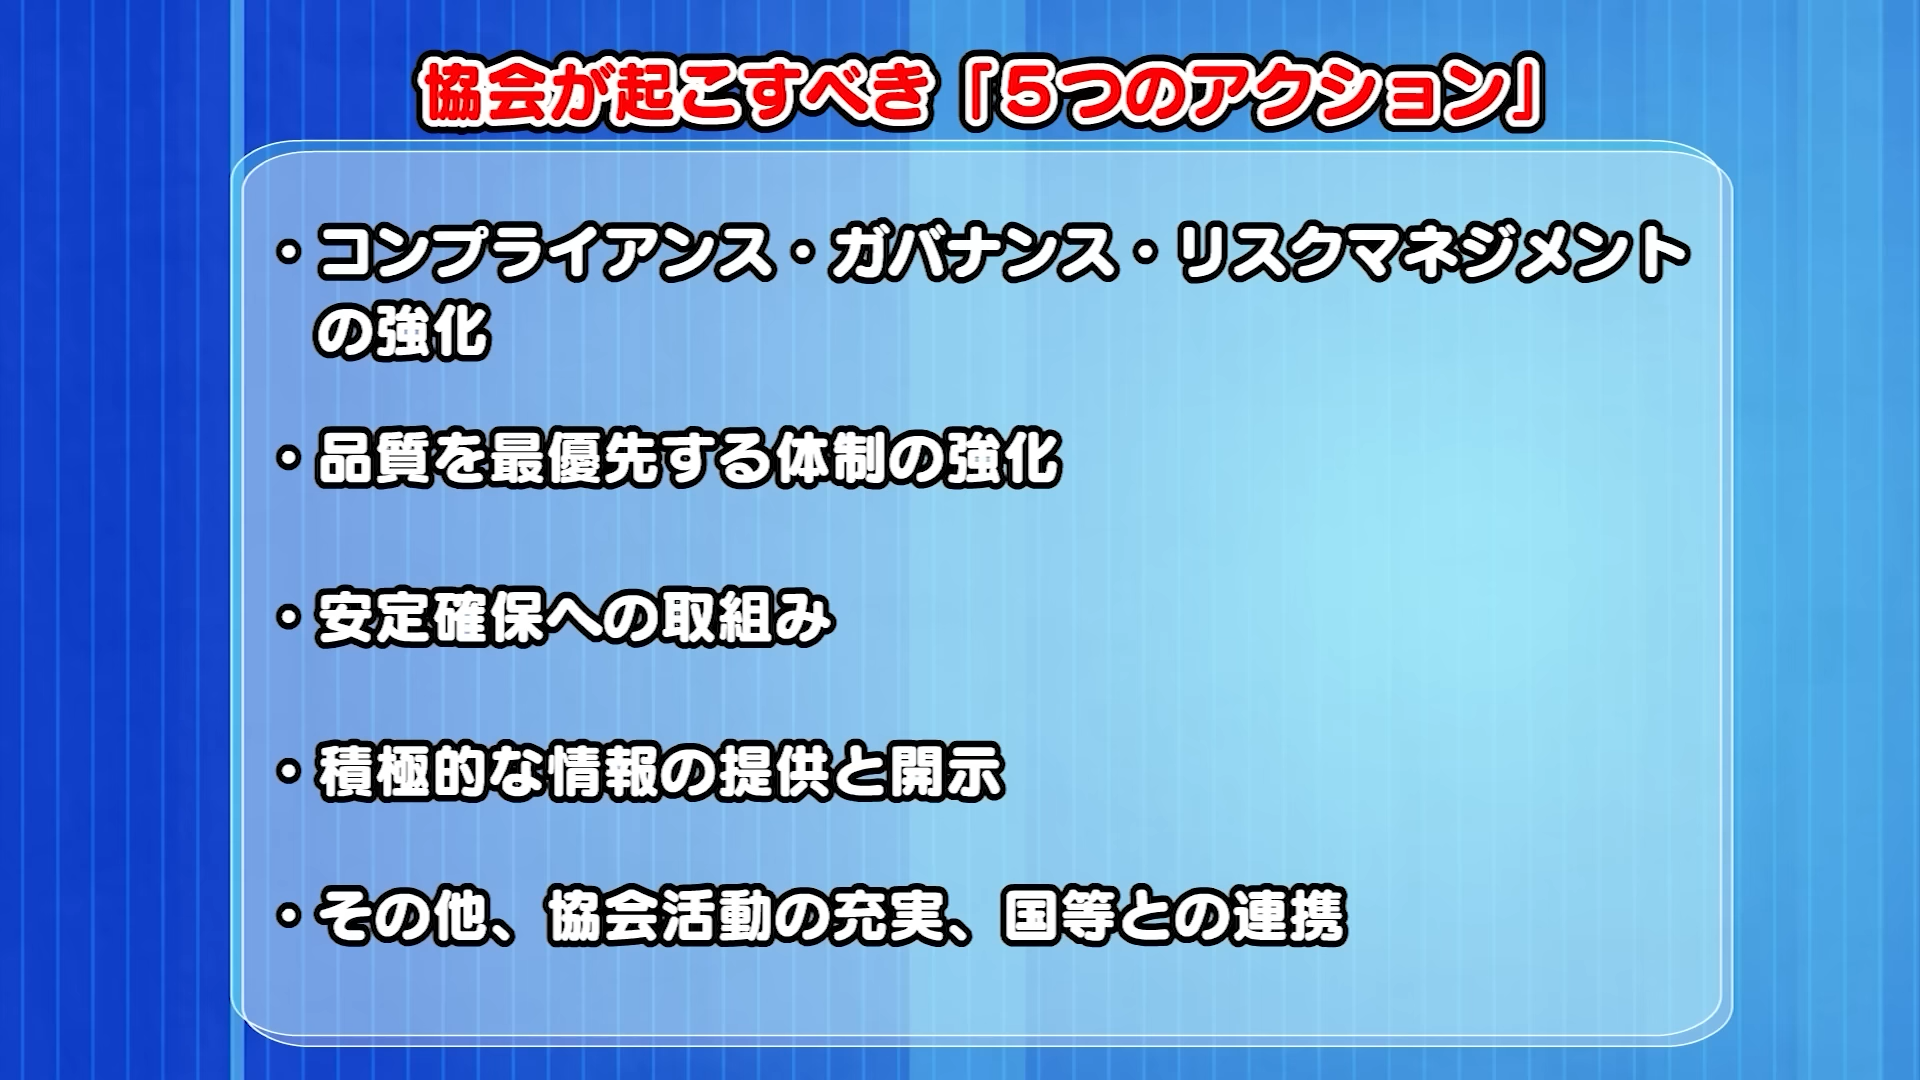 協会が起こすべき「５つのアクション」
・コンプライアンス・ガバナンス・リスクマネジメント
の強化
・品質を最優先する体制の強化
・安定確保への取組み
・積極的な情報の提供と開示
・その他、協会活動の充実、国等との連携